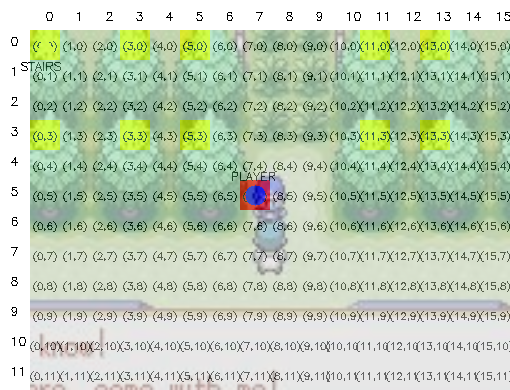 0 1 2 3 4 5 6 7 8 9 10 11 12 13 14 15
0 (1,0) (2,0) (3,0) (4,0) (5,0) (6,0) (7,0) (8,0) (9,0) (10,0) (11,0) (12,0) (13,0) (14,0) (15,0)
STAIRS
1 (0,1) (1,1) (2,1) (3,1) (4,1) (5,1) (6,1) (7,1) (8,1) (9,1) (10,1) (11,1) (12,1) (13,1) (14,1) (15,1)
2 (0,2) (1,2) (2,2) (3,2) (4,2) (5,2) (6,2) (7,2) (8,2) (9,2) (10,2) (11,2) (12,2) (13,2) (14,2) (15,2)
3 (0,3) (1,3) (2,3) (3,3) (4,3) (5,3) (6,3) (7,3) (8,3) (9,3) (10,3) (11,3) (12,3) (13,3) (14,3) (15,3)
4 (0,4) (1,4) (2,4) (3,4) (4,4) (5,4) (6,4) (7,4) (8,4) (9,4) (10,4) (11,4) (12,4) (13,4) (14,4) (15,4)
PLAYER
5 (0,5) (1,5) (2,5) (3,5) (4,5) (5,5) (6,5) (7,5) (8,5) (9,5) (10,5) (11,5) (12,5) (13,5) (14,5) (15,5)
6 (0,6) (1,6) (2,6) (3,6) (4,6) (5,6) (6,6) (7,6) (8,6) (9,6) (10,6) (11,6) (12,6) (13,6) (14,6) (15,6)
7 (0,7) (1,7) (2,7) (3,7) (4,7) (5,7) (6,7) (7,7) (8,7) (9,7) (10,7) (11,7) (12,7) (13,7) (14,7) (15,7)
8 (0,8) (1,8) (2,8) (3,8) (4,8) (5,8) (6,8) (7,8) (8,8) (9,8) (10,8) (11,8) (12,8) (13,8) (14,8) (15,8)
9 (0,9) (1,9) (2,9) (3,9) (4,9) (5,9) (6,9) (7,9) (8,9) (9,9) (10,9) (11,9) (12,9) (13,9) (14,9) (15,9)
10 (0,10) (1,10) (2,10) (3,10) (4,10) (5,10) (6,10) (7,10) (8,10) (9,10) (10,10) (11,10) (12,10) (13,10) (14,10) (15,10)
know!
11 (0,11) (1,11) (2,11) (3,11) (4,11) (5,11) (6,11) (7,11) (8,11) (9,11) (10,11) (11,11) (12,11) (13,11) (14,11) (15,11)
come with me!